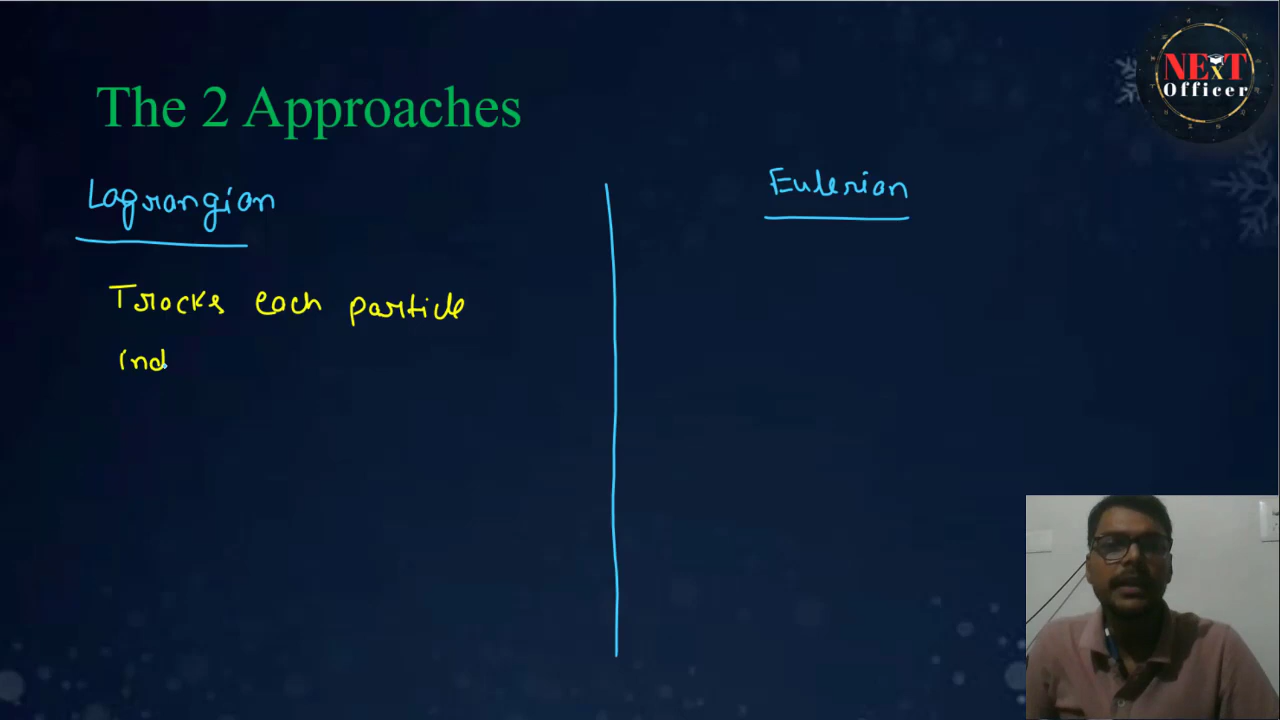 NEXT
Officer
The 2 Approaches
Lagrangian
Eulerian
Tracks each particle
ind